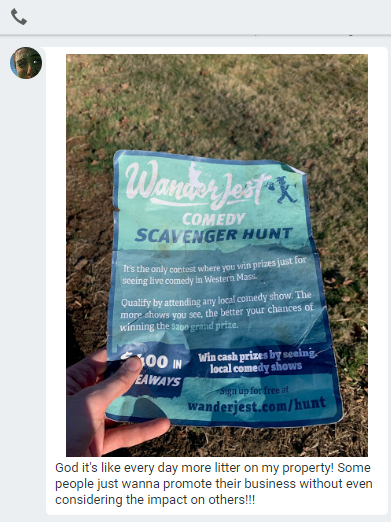 WanderJest
COMEDY
SCAVENGER HUNT
It's the only contest where you win prizes just for
seeing live comedy in Western Mass.
Qualify by attending any local comedy show. The
more shows you see, the better your chances of
winning the $200 grand prize.
00 IN
EAWAYS
Win cash prizes by seeing
local comedy shows
Sign up for free at
wanderjest.com/hunt
God it's like every day more litter on my property! Some
people just wanna promote their business without even
considering the impact on others!!!